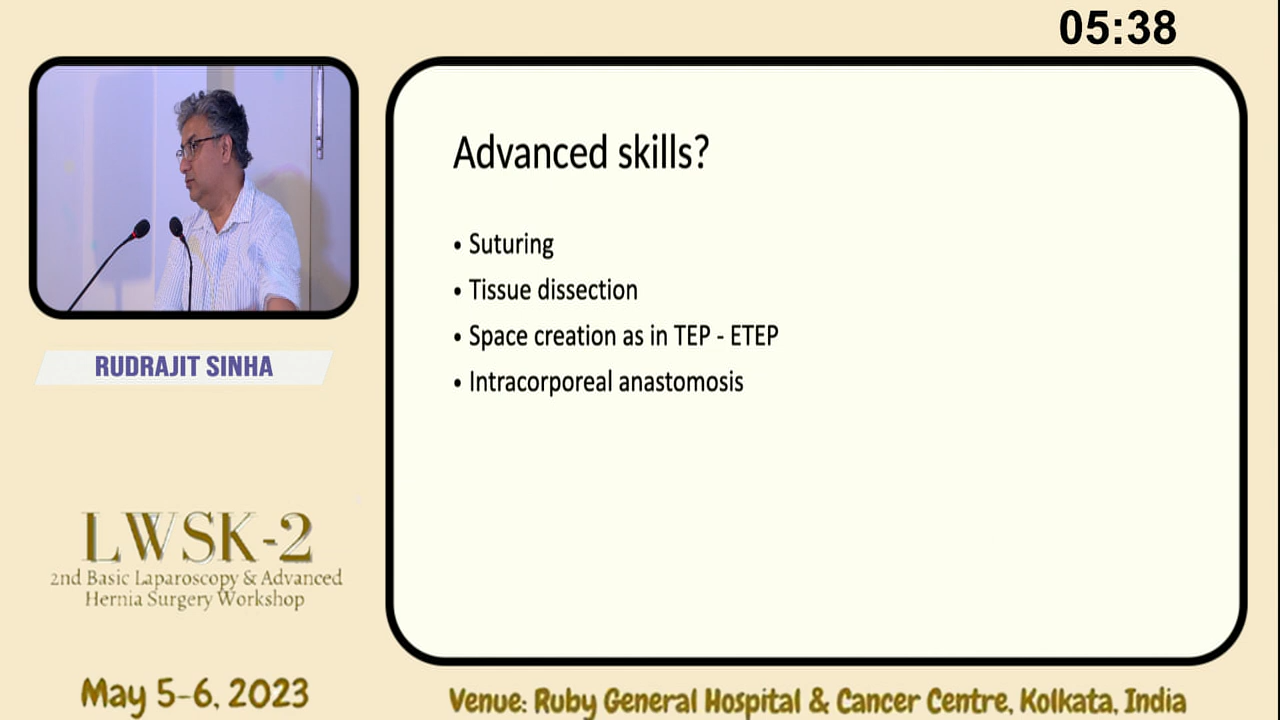 05:38
Advanced skills?
• Suturing
• Tissue dissection
• Space creation as in TEP - ETEP
• Intracorporeal anastomosis
RUDRAJIT SINHA
LWSK-2
2nd Basic Laparoscopy & Advanced
Hernia Surgery Workshop
May 5-6, 2023
Venue: Ruby General Hospital & Cancer Centre, Kolkata, India